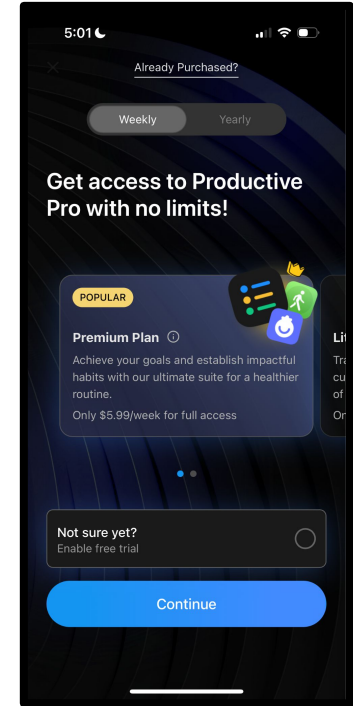 5:01
Already Purchased?
Weekly
Yearly
Get access to Productive
Pro with no limits!
POPULAR
Premium Plan
Achieve your goals and establish impactful
habits with our ultimate suite for a healthier
routine.
Only $5.99/week for full access
Not sure yet?
Enable free trial
Continue